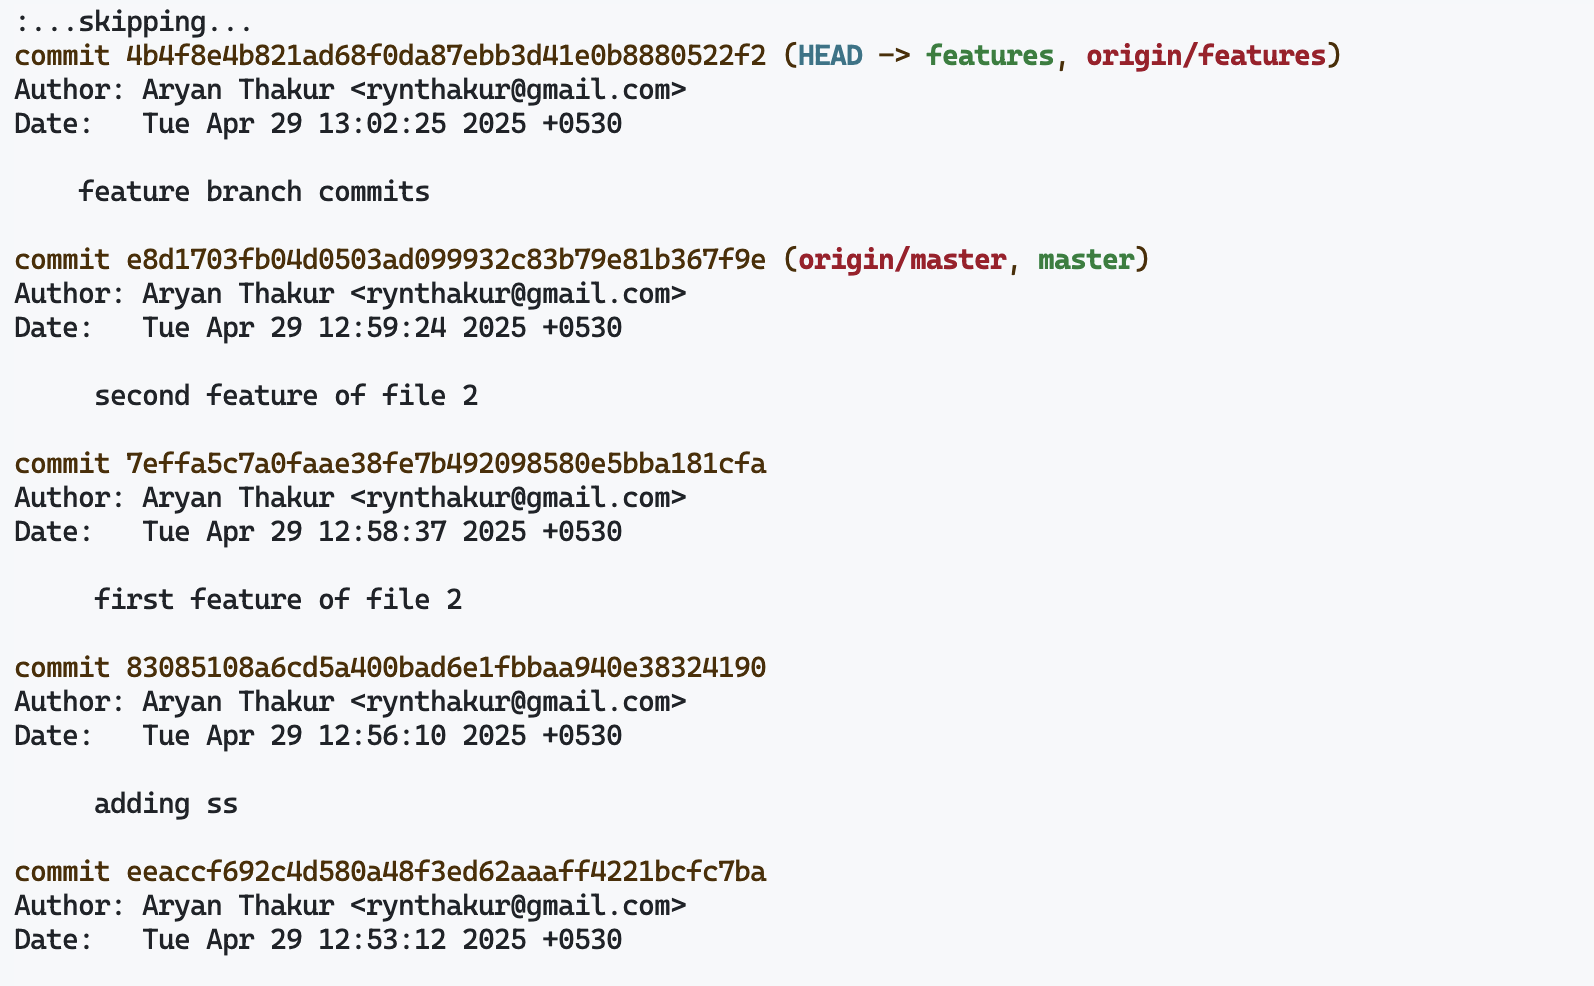 :...skipping...
commit 4b4f8e4b821ad68f0da87ebb3d41e0b8880522f2 (HEAD -> features, origin/features)
Author: Aryan Thakur <rynthakur@gmail.com>
Date:   Tue Apr 29 13:02:25 2025 +0530
feature branch commits
commit e8d1703fb04d0503ad099932c83b79e81b367f9e (origin/master, master)
Author: Aryan Thakur <rynthakur@gmail.com>
Date:   Tue Apr 29 12:59:24 2025 +0530
second feature of file 2
commit 7effa5c7a0faae38fe7b492098580e5bba181cfa
Author: Aryan Thakur <rynthakur@gmail.com>
Date:   Tue Apr 29 12:58:37 2025 +0530
first feature of file 2
commit 83085108a6cd5a400bad6e1fbbaa940e38324190
Author: Aryan Thakur <rynthakur@gmail.com>
Date:   Tue Apr 29 12:56:10 2025 +0530
adding ss
commit eeaccf692c4d580a48f3ed62aaaff4221bcfc7ba
Author: Aryan Thakur <rynthakur@gmail.com>
Date:   Tue Apr 29 12:53:12 2025 +0530